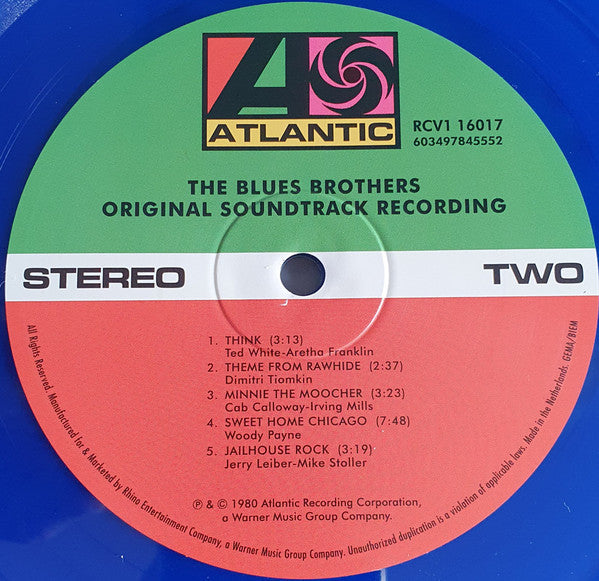 ATLANTIC
RCV1 16017
603497845552
THE BLUES BROTHERS
ORIGINAL SOUNDTRACK RECORDING
STEREO
TWO
1. THINK (3:13)
Ted White-Aretha Franklin
2. THEME FROM RAWHIDE (2:37)
Dimitri Tiomkin
3. MINNIE THE MOOCHER (3:23)
Cab Calloway-Irving Mills
4. SWEET HOME CHICAGO (7:48)
Woody Payne
5. JAILHOUSE ROCK (3:19)
Jerry Leiber-Mike Stoller
℗ & © 1980 Atlantic Recording Corporation,
a Warner Music Group Company.
All Rights Reserved. Manufactured for & Marketed by Rhino Entertainment Company, a Warner Music Group Company. Unauthorized duplication is a violation of applicable laws. Made in the Netherlands. GEMA/BIEM